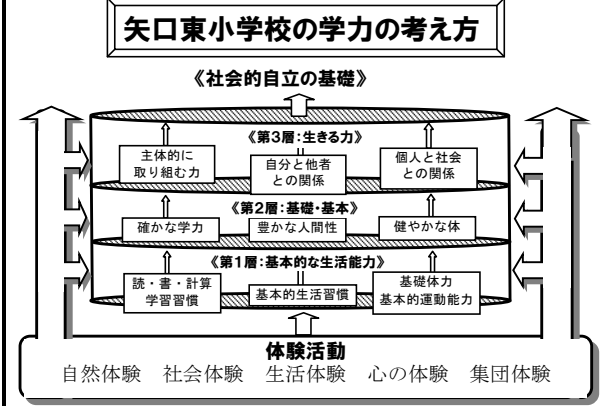 矢口東小学校の学力の考え方
《社会的自立の基礎》
《第3層：生きる力》
主体的に
取り組む力
自分と他者
との関係
個人と社会
との関係
《第2層：基礎・基本》
確かな学力
豊かな人間性
健やかな体
《第1層：基本的な生活能力》
読・書・計算
学習習慣
基本的生活習慣
基礎体力
基本的運動能力
体験活動
自然体験 社会体験 生活体験 心の体験 集団体験